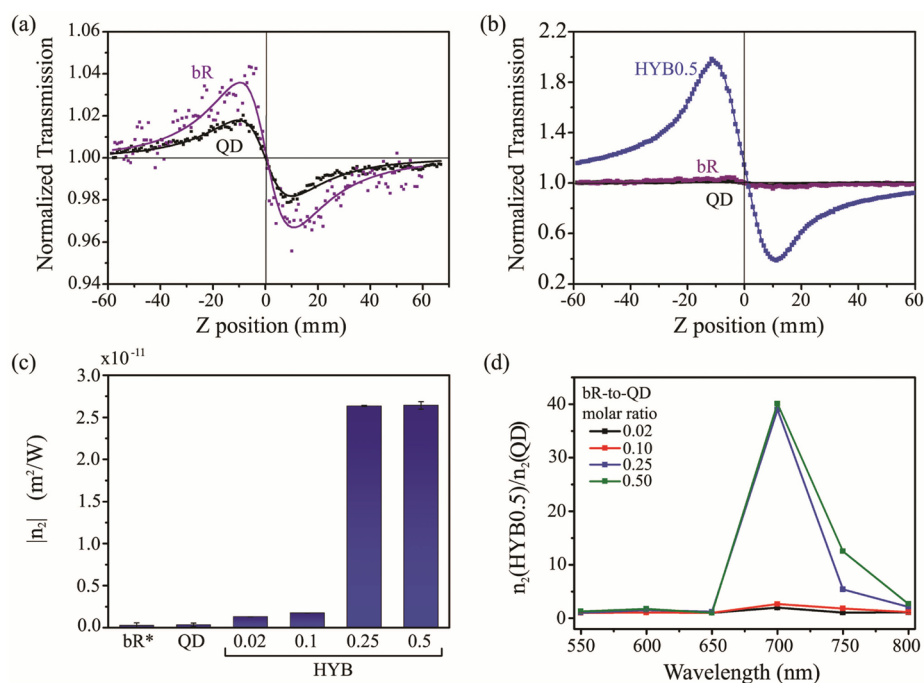 (a)
1.06
1.04
1.02
1.00
0.98
0.96
0.94
Normalized Transmission
bR
QD
-60 -40 -20 0 20 40 60
Z position (mm)
(b)
2.2
1.8
1.4
1.0
0.6
0.2
Normalized Transmission
HYB0.5
bR
QD
-60 -40 -20 0 20 40 60
Z position (mm)
(c)
x10⁻¹¹
3.0
2.5
2.0
1.5
1.0
0.5
0.0
|n₂| (m²/W)
bR* QD 0.02 0.1 0.25 0.5
HYB
(d)
40
30
20
10
0
n₂(HYB0.5)/n₂(QD)
bR-to-QD
molar ratio
0.02
0.10
0.25
0.50
550 600 650 700 750 800
Wavelength (nm)